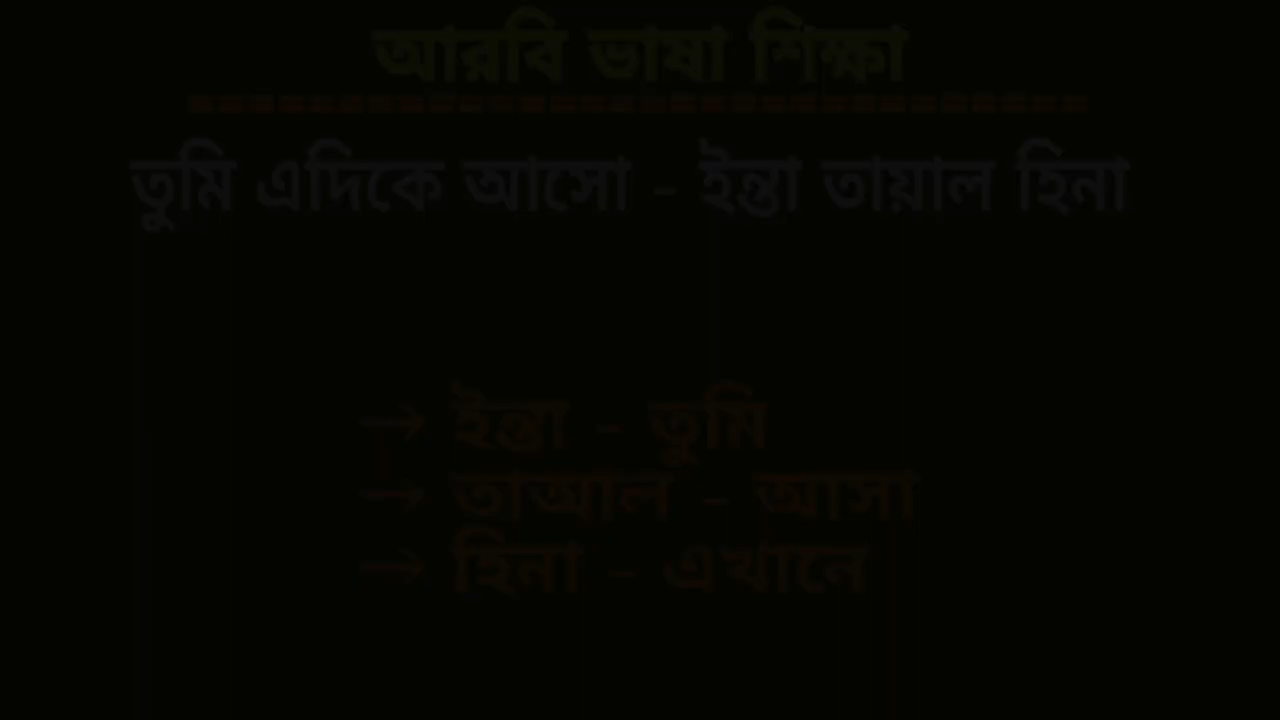 আরবি ভাষা শিক্ষা
==============================
তুমি এদিকে আসো - ইন্তা তায়াল হিনা
→ ইন্তা - তুমি
→ তাআল - আসা
→ হিনা - এখানে